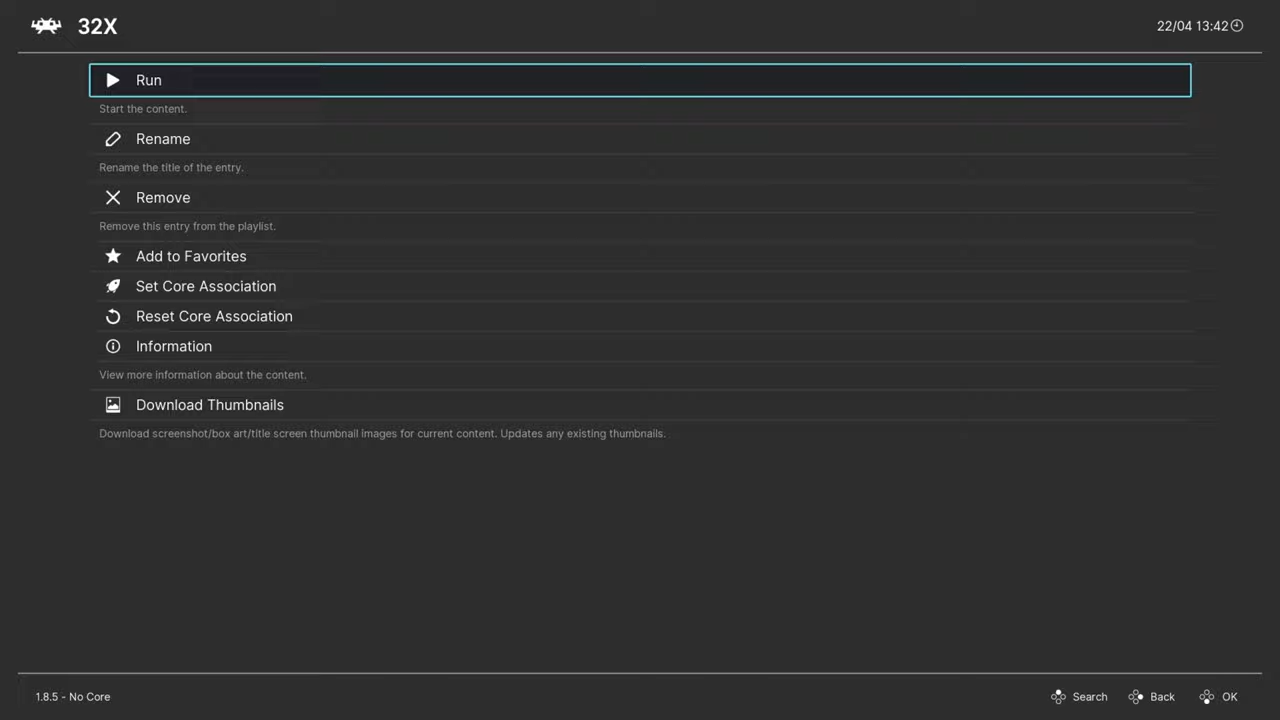 32X
22/04 13:42
Run
Start the content.
Rename
Rename the title of the entry.
Remove
Remove this entry from the playlist.
Add to Favorites
Set Core Association
Reset Core Association
Information
View more information about the content.
Download Thumbnails
Download screenshot/box art/title screen thumbnail images for current content. Updates any existing thumbnails.
1.8.5 - No Core
Search Back OK